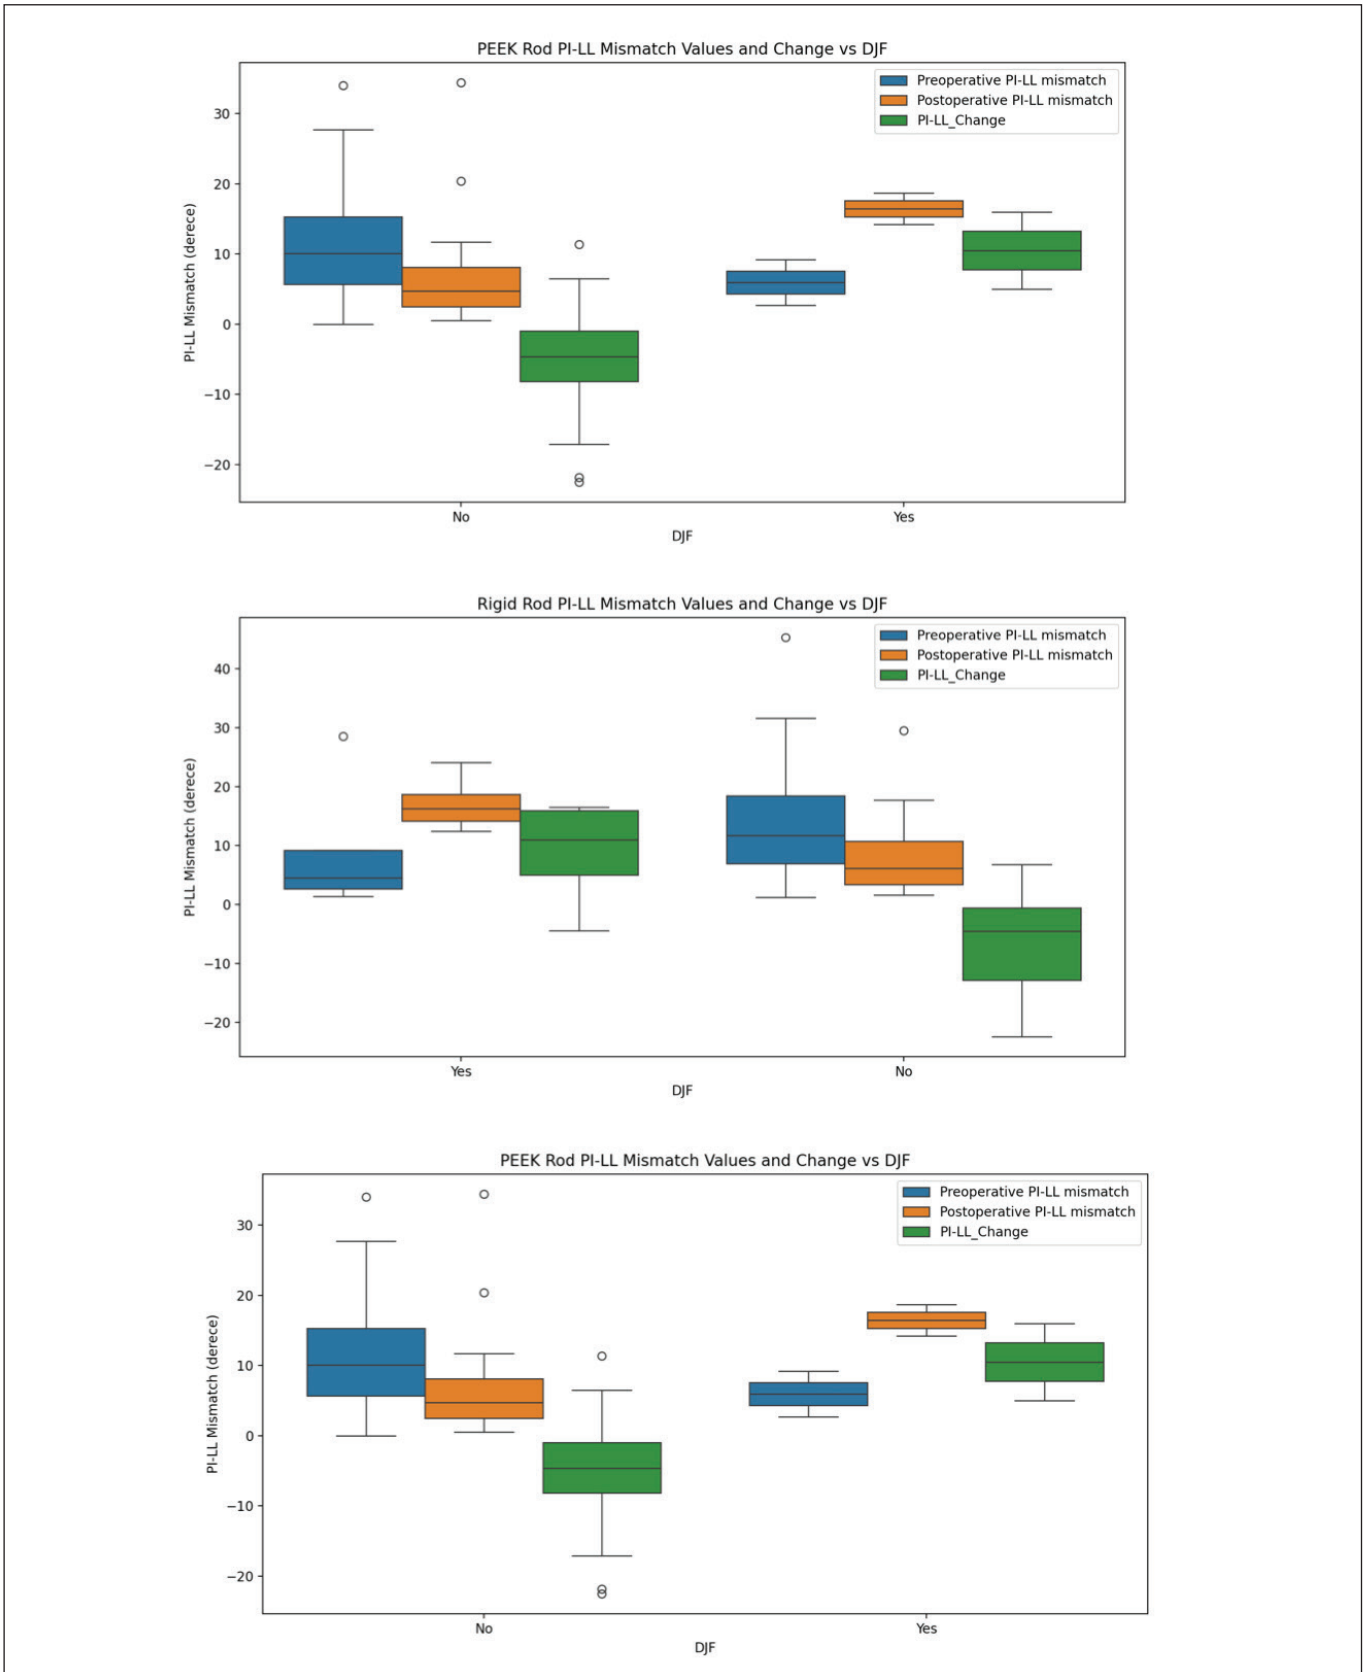 PEEK Rod PI-LL Mismatch Values and Change vs DJF
Preoperative PI-LL mismatch
Postoperative PI-LL mismatch
PI-LL_Change
30
20
10
0
−10
−20
PI-LL Mismatch (derece)
No
Yes
DJF
Rigid Rod PI-LL Mismatch Values and Change vs DJF
Preoperative PI-LL mismatch
Postoperative PI-LL mismatch
PI-LL_Change
40
30
20
10
0
−10
−20
PI-LL Mismatch (derece)
Yes
No
DJF
PEEK Rod PI-LL Mismatch Values and Change vs DJF
Preoperative PI-LL mismatch
Postoperative PI-LL mismatch
PI-LL_Change
30
20
10
0
−10
−20
PI-LL Mismatch (derece)
No
Yes
DJF